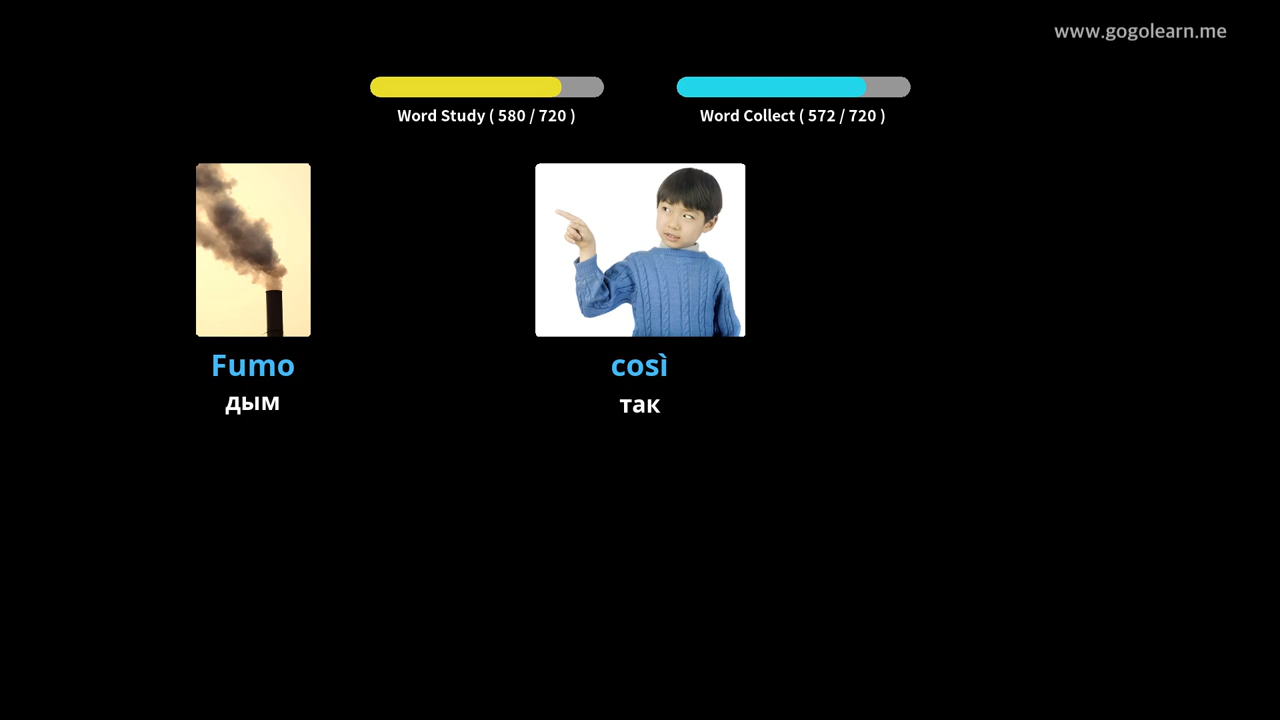 www.gogolearn.me
Word Study ( 580 / 720 )
Word Collect ( 572 / 720 )
Fumo
дым
così
так